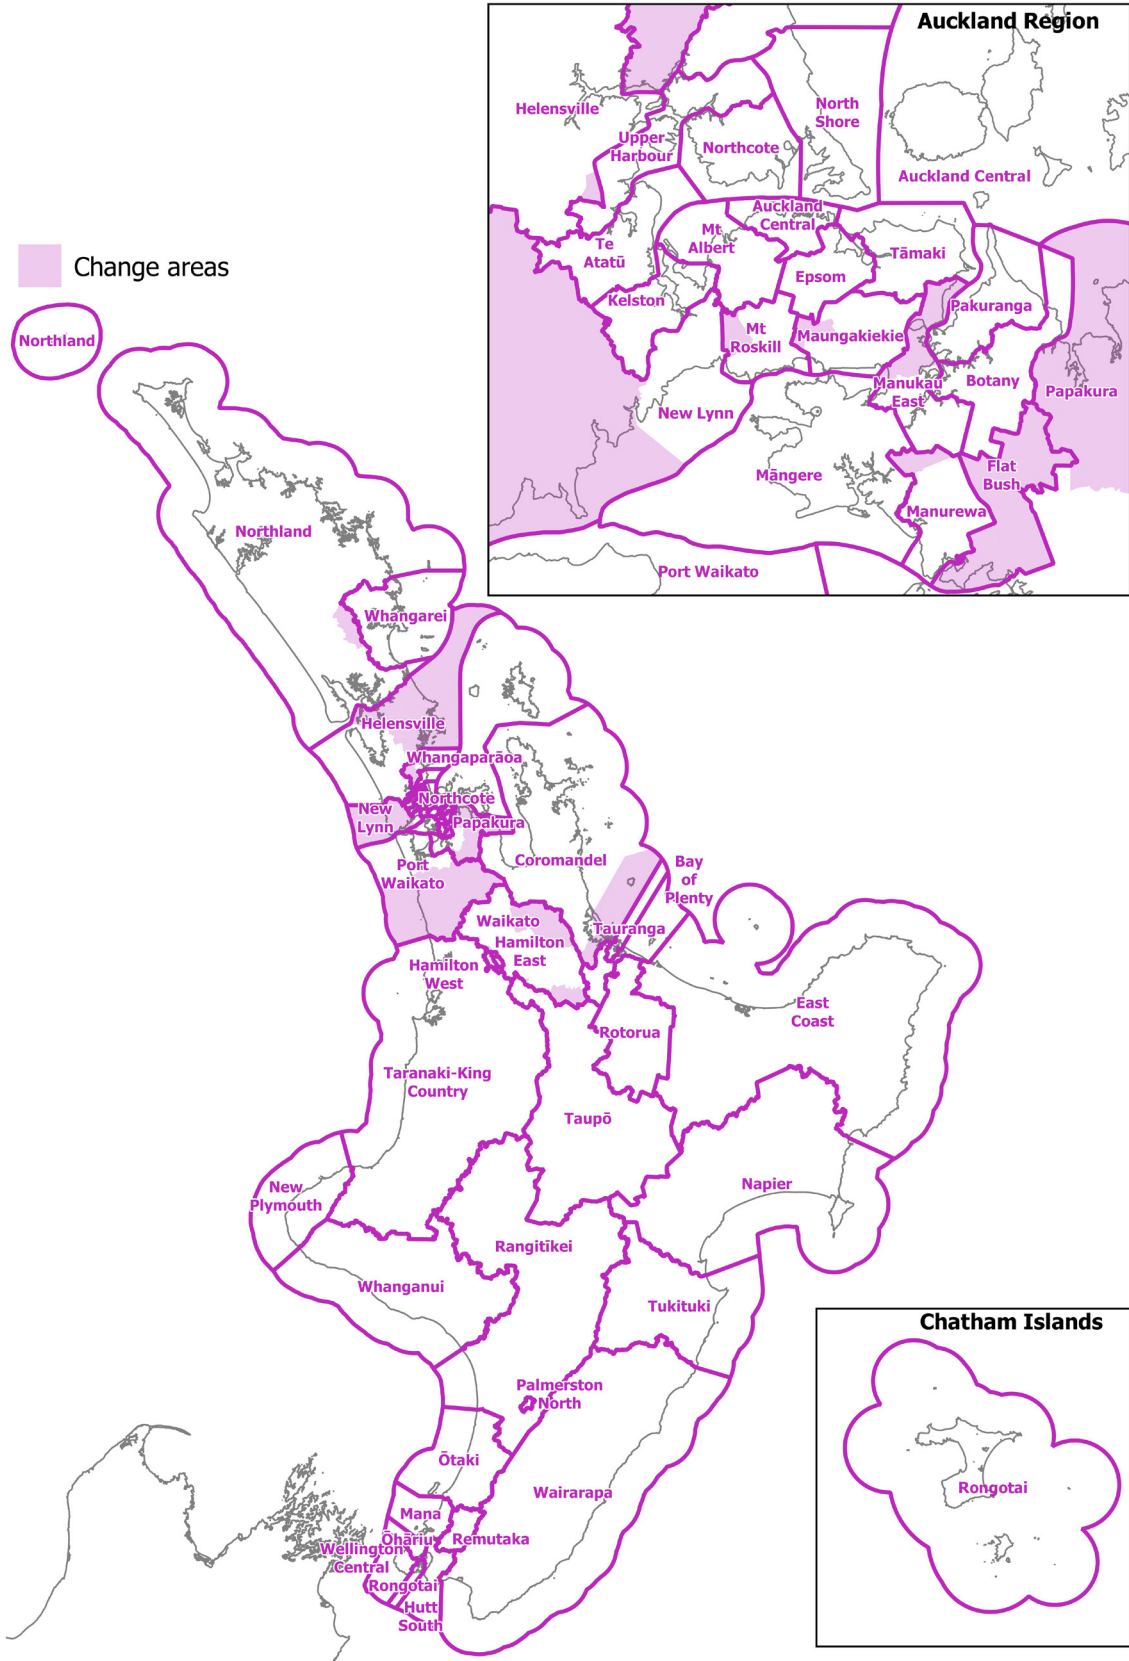 Auckland Region
Helensville
North
Shore
Upper
Harbour
Northcote
Auckland Central
Auckland
Central
Mt
Albert
Te
Atatū
Tāmaki
Epsom
Kelston
Pakuranga
Mt
Roskill
Maungakiekie
Manukau
East
Botany
Papakura
New Lynn
Māngere
Flat
Bush
Manurewa
Port Waikato
Change areas
Northland
Northland
Whangarei
Helensville
Whangaparāoa
Northcote
New
Lynn
Papakura
Port
Waikato
Coromandel
Bay
of
Plenty
Waikato
Tauranga
Hamilton
East
Hamilton
West
East
Coast
Rotorua
Taranaki-King
Country
Taupō
New
Plymouth
Napier
Rangitīkei
Whanganui
Tukituki
Palmerston
North
Ōtaki
Wairarapa
Mana
Ōhāriu
Remutaka
Wellington
Central
Rongotai
Hutt
South
Chatham Islands
Rongotai